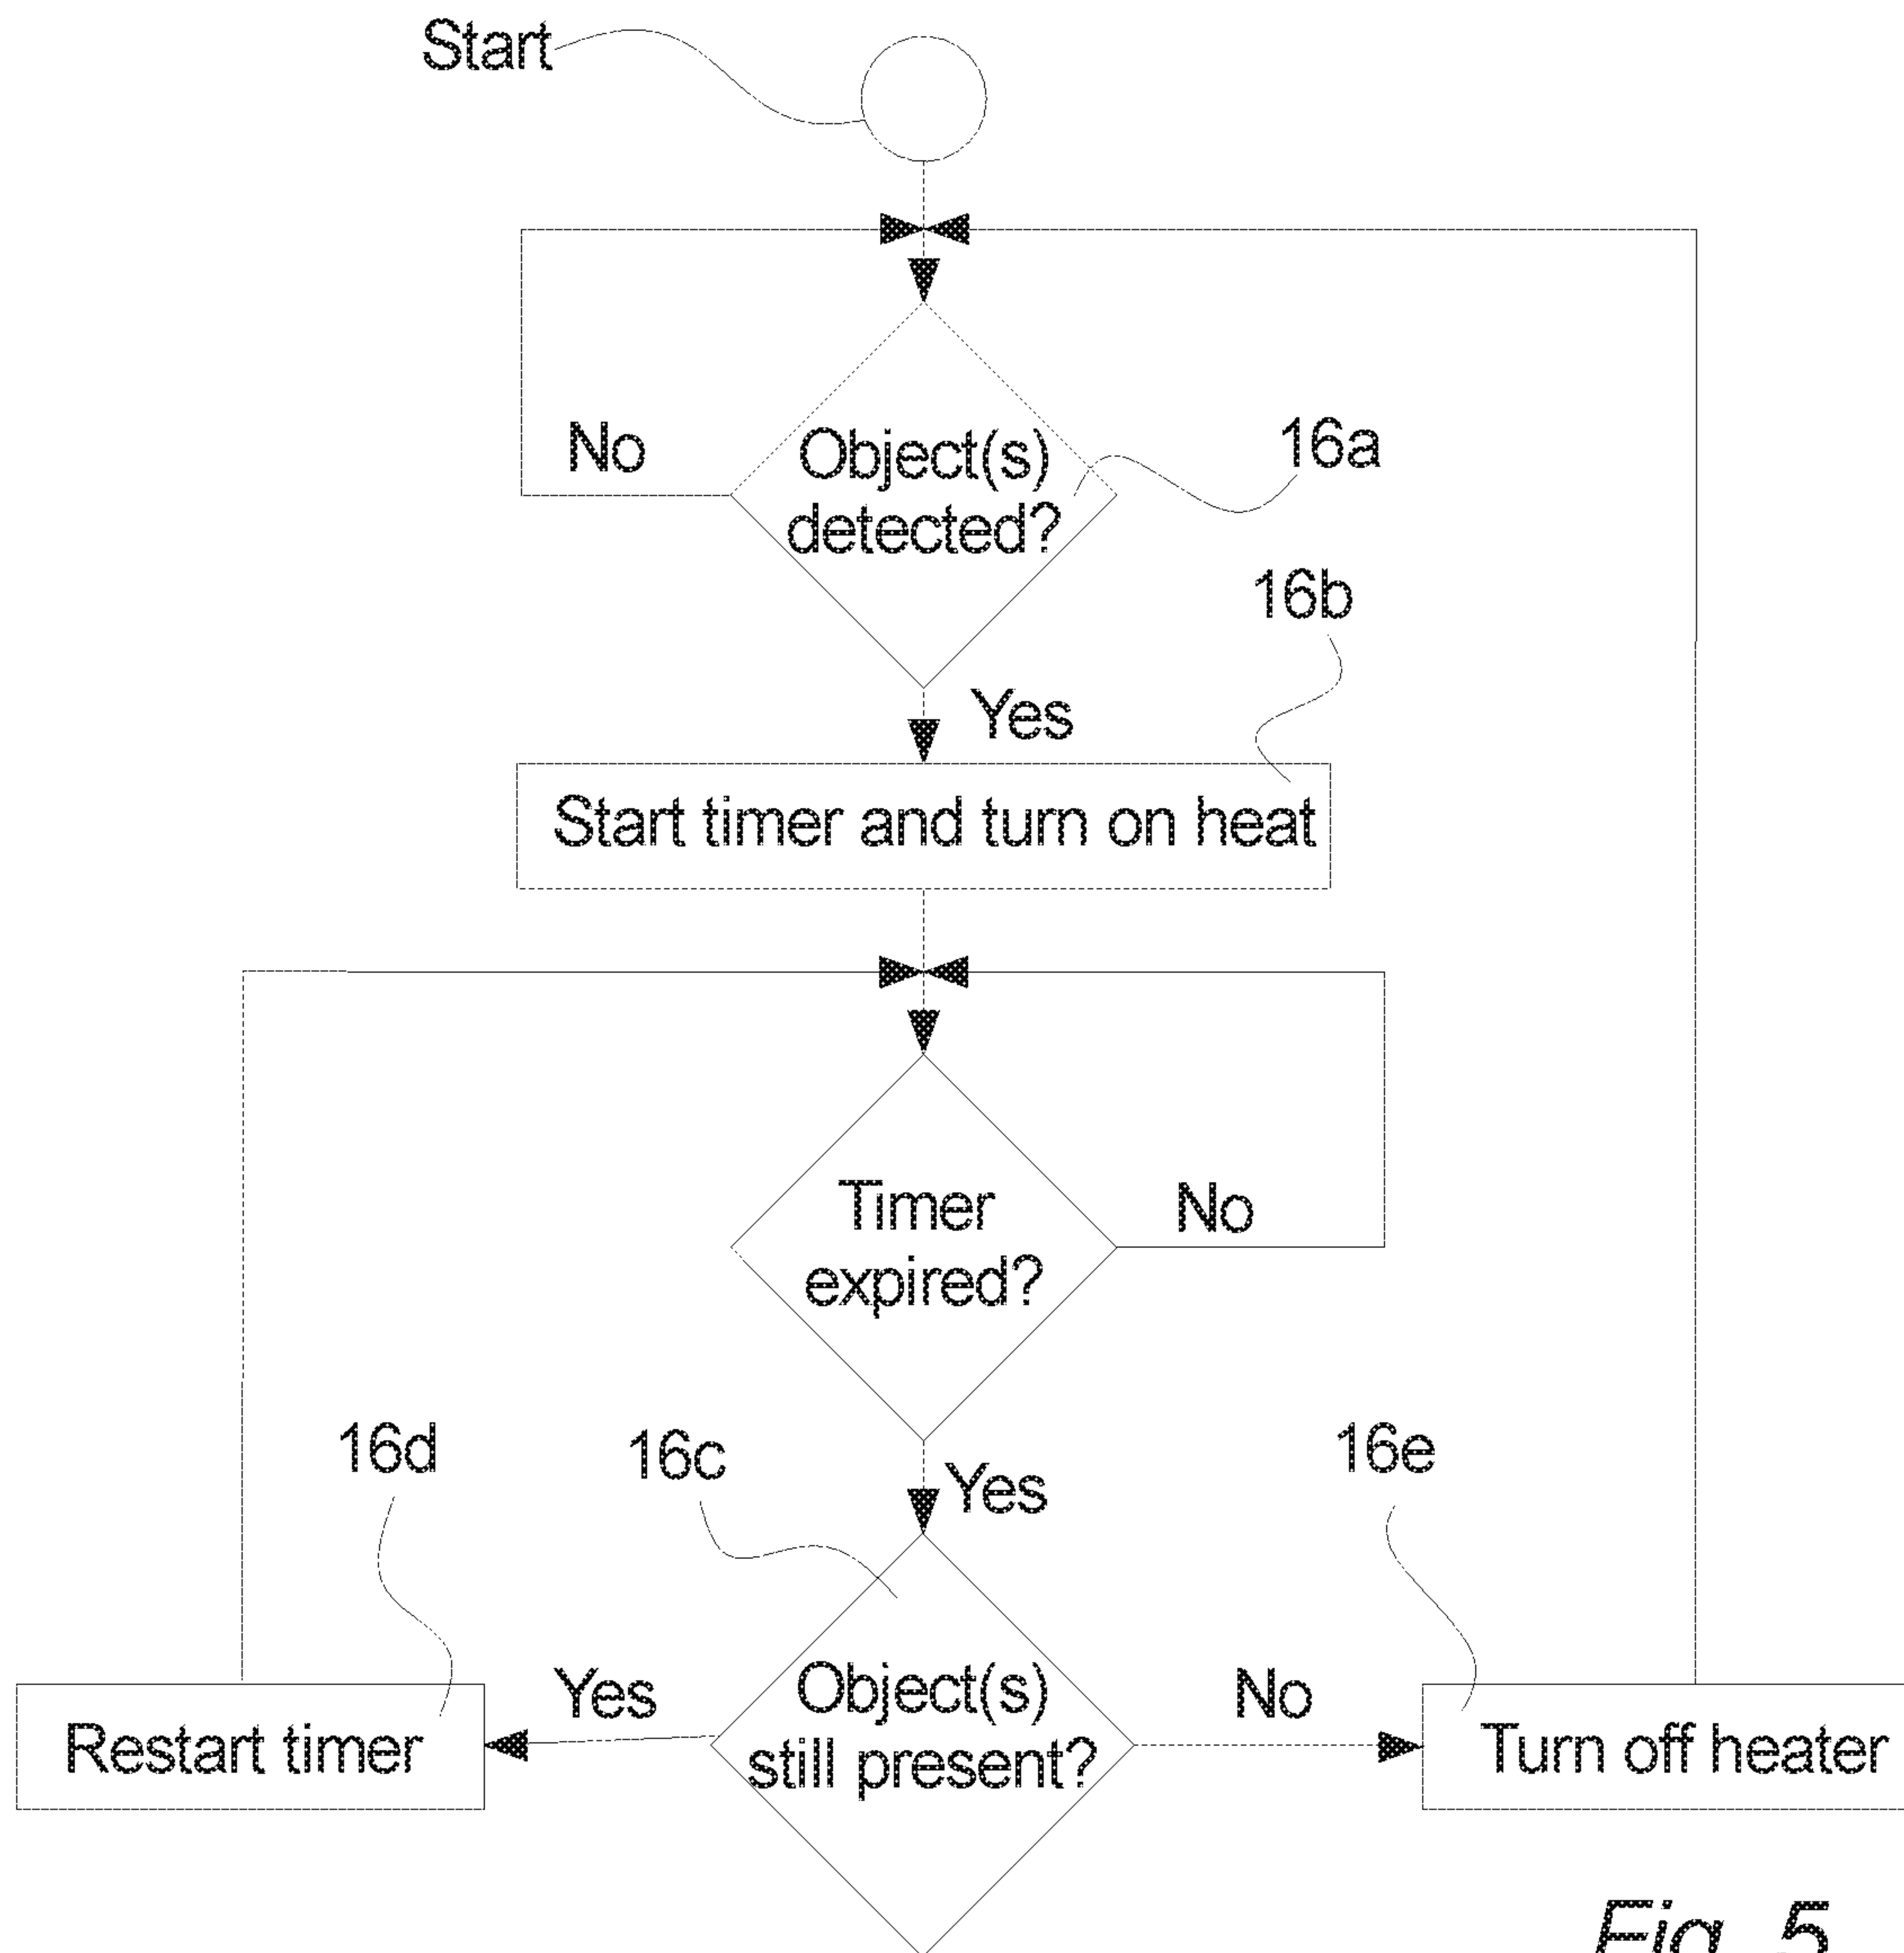 Start
No
Object(s)
detected?
16a
16b
Yes
Start timer and turn on heat
Timer
expired?
No
16d
16c
Yes
16e
Restart timer
Yes
Object(s)
still present?
No
Turn off heater
Fig. 5